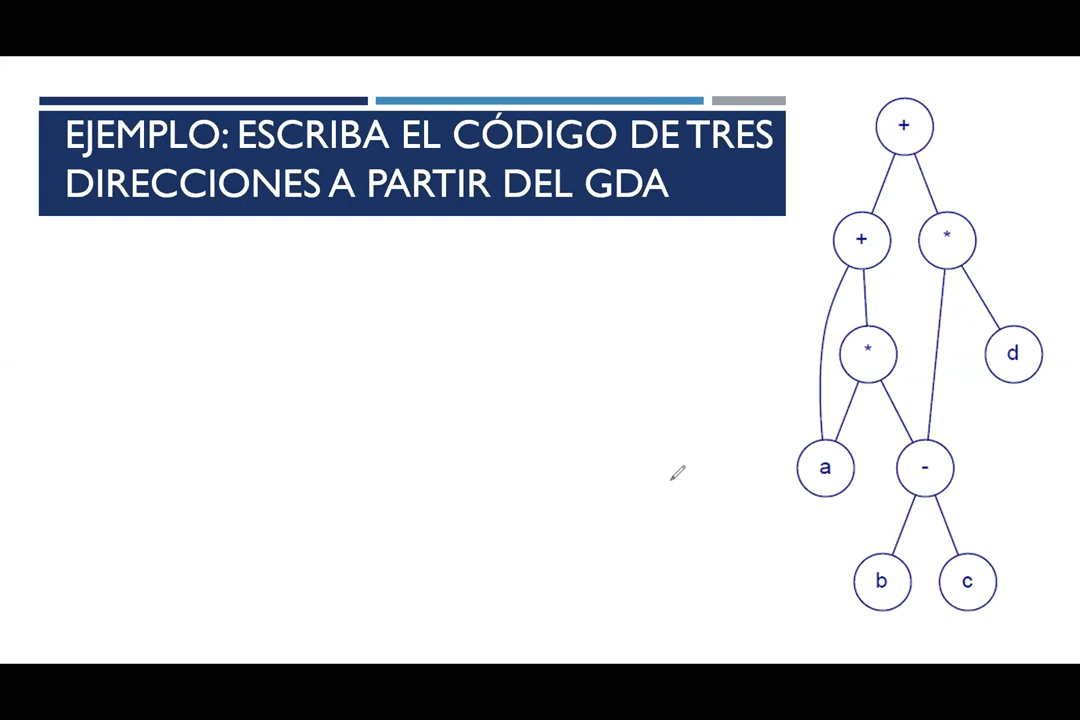 EJEMPLO: ESCRIBA EL CÓDIGO DE TRES
DIRECCIONES A PARTIR DEL GDA
+
+ *
* d
a -
b c